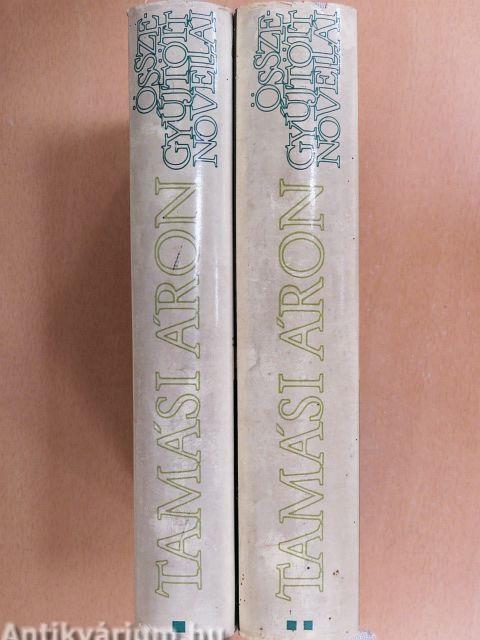 TAMÁSI ÁRON
ÖSSZE-
GYŰJTÖTT
NOVELLÁI
TAMÁSI ÁRON
ÖSSZE-
GYŰJTÖTT
NOVELLÁI
Antikvárium.hu